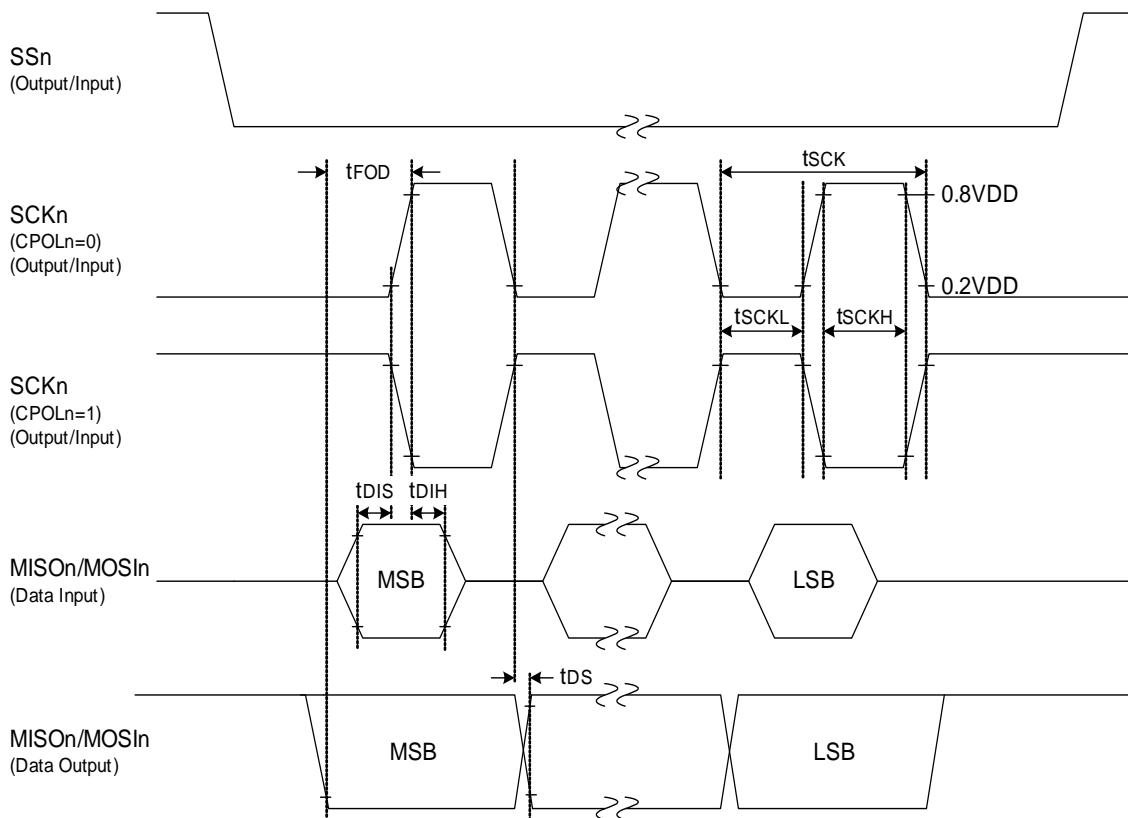 SSn
(Output/Input)
tFOD
tSCK
SCKn
(CPOLn=0)
(Output/Input)
0.8VDD
0.2VDD
tSCKL
tSCKH
SCKn
(CPOLn=1)
(Output/Input)
tDIS
tDIH
MISOn/MOSIn
(Data Input)
MSB
LSB
tDS
MISOn/MOSIn
(Data Output)
MSB
LSB